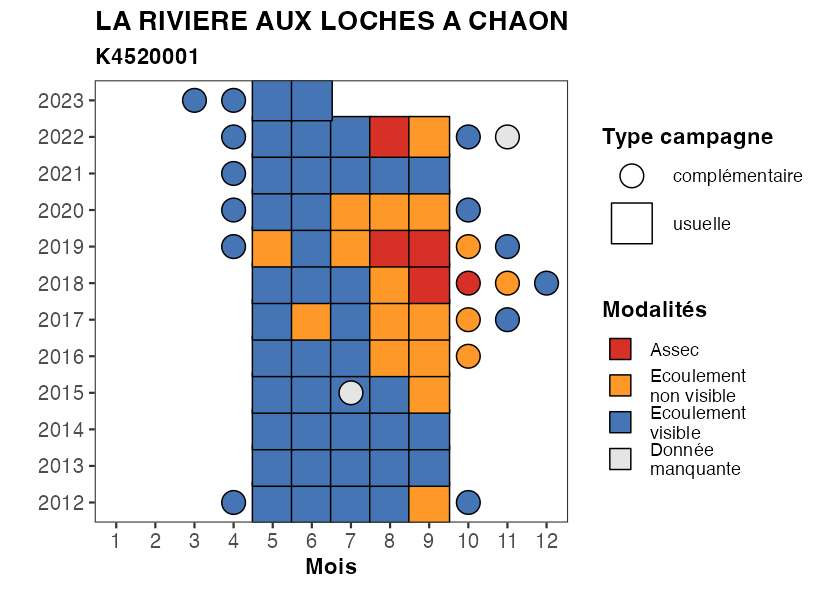 LA RIVIERE AUX LOCHES A CHAON
K4520001
2023
2022
2021
2020
2019
2018
2017
2016
2015
2014
2013
2012
1 2 3 4 5 6 7 8 9 10 11 12
Mois
Type campagne
complémentaire
usuelle
Modalités
Assec
Ecoulement
non visible
Ecoulement
visible
Donnée
manquante